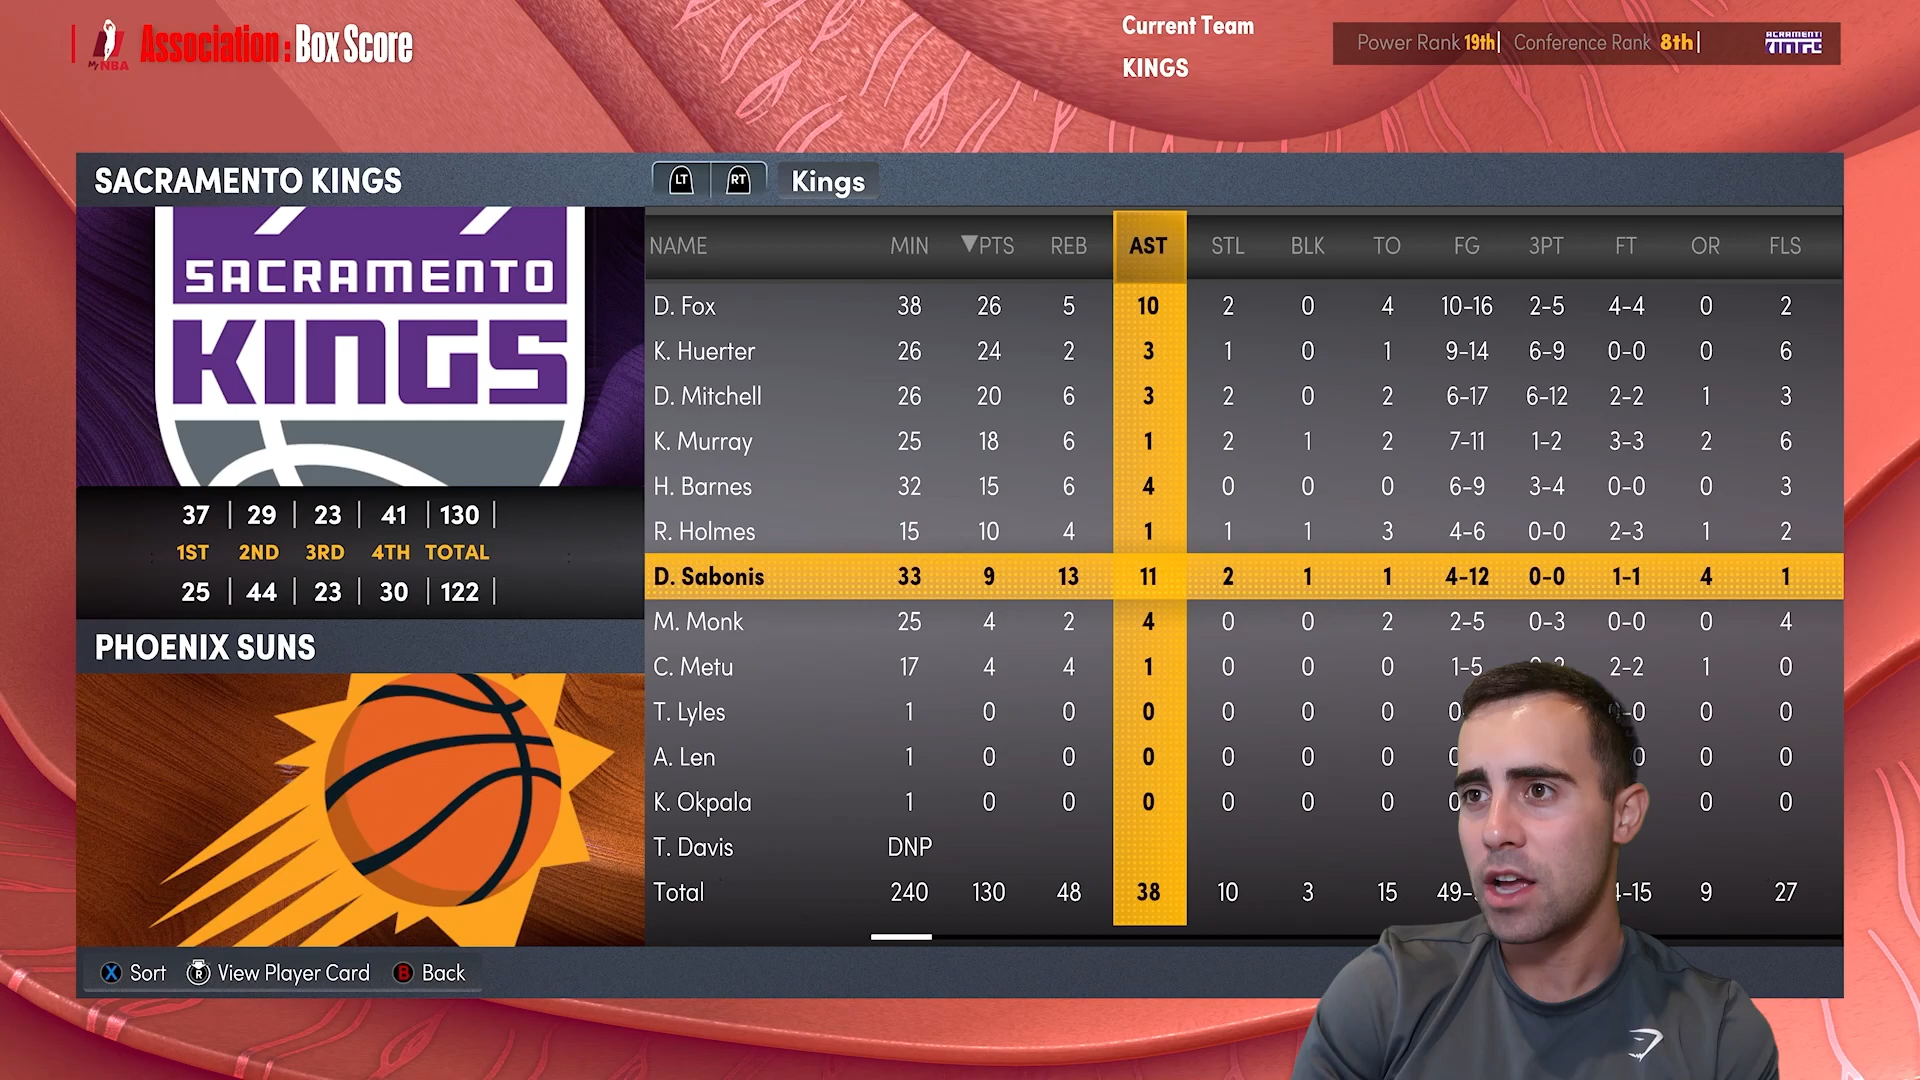 MyNBA Association : Box Score
Current Team
KINGS
Power Rank 19th| Conference Rank 8th|
SACRAMENTO KINGS
SACRAMENTO KINGS
LT RT Kings
SACRAMENTO
KINGS
37 | 29 | 23 | 41 | 130 |
1ST 2ND 3RD 4TH TOTAL
25 | 44 | 23 | 30 | 122 |
PHOENIX SUNS
NAME MIN ▼PTS REB AST STL BLK TO FG 3PT FT OR FLS
D. Fox 38 26 5 10 2 0 4 10-16 2-5 4-4 0 2
K. Huerter 26 24 2 3 1 0 1 9-14 6-9 0-0 0 6
D. Mitchell 26 20 6 3 2 0 2 6-17 6-12 2-2 1 3
K. Murray 25 18 6 1 2 1 2 7-11 1-2 3-3 2 6
H. Barnes 32 15 6 4 0 0 0 6-9 3-4 0-0 0 3
R. Holmes 15 10 4 1 1 1 3 4-6 0-0 2-3 1 2
D. Sabonis 33 9 13 11 2 1 1 4-12 0-0 1-1 4 1
M. Monk 25 4 2 4 0 0 2 2-5 0-3 0-0 0 4
C. Metu 17 4 4 1 0 0 0 1-5 2-2 1 0
T. Lyles 1 0 0 0 0 0 0 0 -0 0 0
A. Len 1 0 0 0 0 0 0 0 0 0
K. Okpala 1 0 0 0 0 0 0 0 0 0
T. Davis DNP
Total 240 130 48 38 10 3 15 49- -15 9 27
X Sort R View Player Card B Back